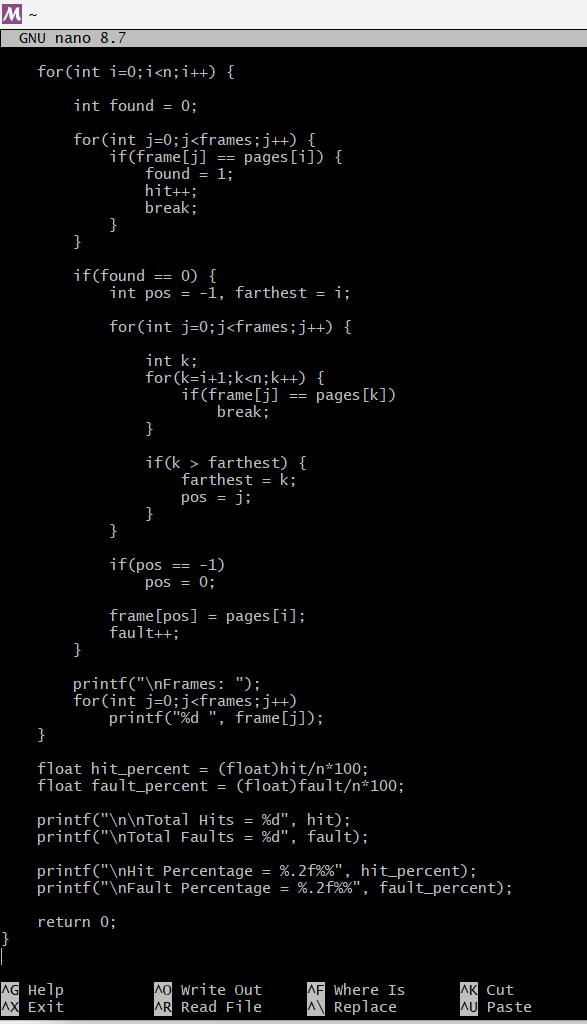 M ~
GNU nano 8.7
for(int i=0;i<n;i++) {
int found = 0;
for(int j=0;j<frames;j++) {
if(frame[j] == pages[i]) {
found = 1;
hit++;
break;
}
}
if(found == 0) {
int pos = -1, farthest = i;
for(int j=0;j<frames;j++) {
int k;
for(k=i+1;k<n;k++) {
if(frame[j] == pages[k])
break;
}
if(k > farthest) {
farthest = k;
pos = j;
}
}
if(pos == -1)
pos = 0;
frame[pos] = pages[i];
fault++;
}
printf("\nFrames: ");
for(int j=0;j<frames;j++)
printf("%d ", frame[j]);
}
float hit_percent = (float)hit/n*100;
float fault_percent = (float)fault/n*100;
printf("\n\nTotal Hits = %d", hit);
printf("\nTotal Faults = %d", fault);
printf("\nHit Percentage = %.2f%%", hit_percent);
printf("\nFault Percentage = %.2f%%", fault_percent);
return 0;
}
^G Help ^O Write Out ^F Where Is ^K Cut
^X Exit ^R Read File ^\ Replace ^U Paste